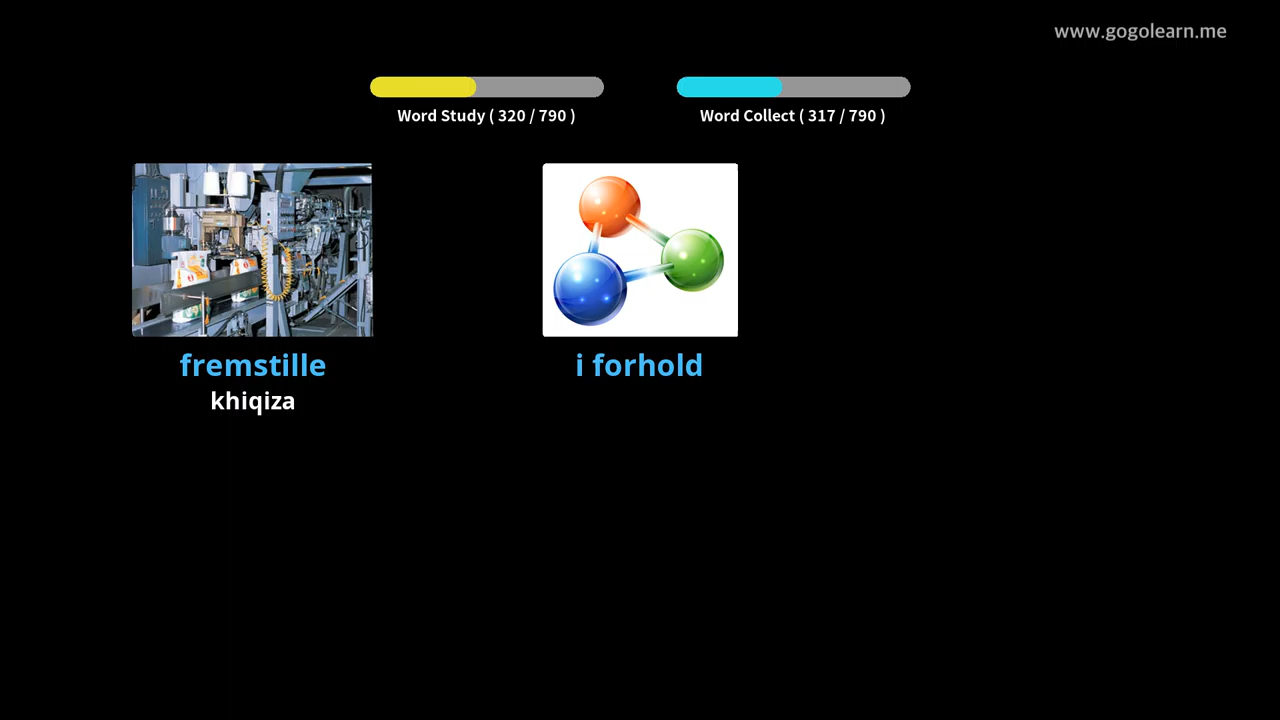 www.gogolearn.me
Word Study ( 320 / 790 )
Word Collect ( 317 / 790 )
fremstille
khiqiza
i forhold